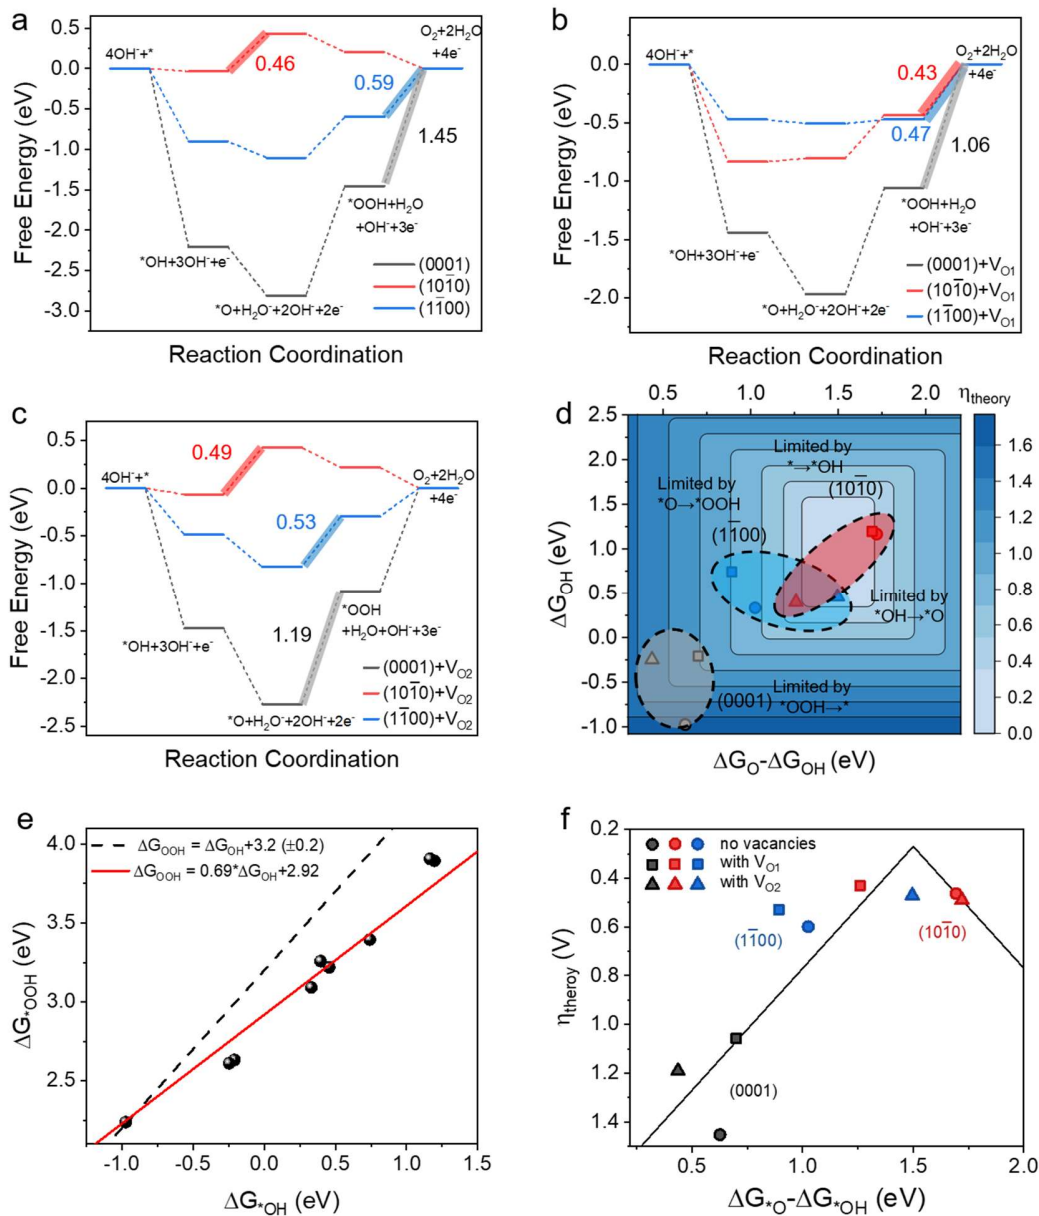 a
0.5
0.0
-0.5
-1.0
-1.5
-2.0
-2.5
-3.0
Free Energy (eV)
4OH⁻+*
0.46
0.59
1.45
O₂+2H₂O
+4e⁻
*OOH+H₂O
+OH⁻+3e⁻
*OH+3OH⁻+e⁻
*O+H₂O⁻+2OH⁻+2e⁻
(0001)
(101̄0)
(11̄00)
Reaction Coordination
b
0.0
-0.5
-1.0
-1.5
-2.0
Free Energy (eV)
4OH⁻+*
0.43
0.47
1.06
O₂+2H₂O
+4e⁻
*OOH+H₂O
+OH⁻+3e⁻
*OH+3OH⁻+e⁻
*O+H₂O⁻+2OH⁻+2e⁻
(0001)+V_O1
(101̄0)+V_O1
(11̄00)+V_O1
Reaction Coordination
c
0.5
0.0
-0.5
-1.0
-1.5
-2.0
-2.5
Free Energy (eV)
4OH⁻+*
0.49
0.53
1.19
O₂+2H₂O
+4e⁻
*OOH
+H₂O+OH⁻+3e⁻
*OH+3OH⁻+e⁻
*O+H₂O⁻+2OH⁻+2e⁻
(0001)+V_O2
(101̄0)+V_O2
(11̄00)+V_O2
Reaction Coordination
d
0.5 1.0 1.5 2.0
η_theory
2.5
2.0
1.5
1.0
0.5
0.0
-0.5
-1.0
ΔG_OH (eV)
Limited by
*→*OH
(101̄0)
Limited by
*O→*OOH
(11̄00)
Limited by
*OH→*O
(0001)
Limited by
*OOH→*
1.6
1.4
1.2
1.0
0.8
0.6
0.4
0.2
0.0
ΔG_O-ΔG_OH (eV)
e
4.0
3.5
3.0
2.5
ΔG_*OOH (eV)
ΔG_OOH = ΔG_OH+3.2 (±0.2)
ΔG_OOH = 0.69*ΔG_OH+2.92
-1.0 -0.5 0.0 0.5 1.0 1.5
ΔG_*OH (eV)
f
0.2
0.4
0.6
0.8
1.0
1.2
1.4
η_theroy (V)
no vacancies
with V_O1
with V_O2
(11̄00)
(101̄0)
(0001)
0.5 1.0 1.5 2.0
ΔG_*O-ΔG_*OH (eV)